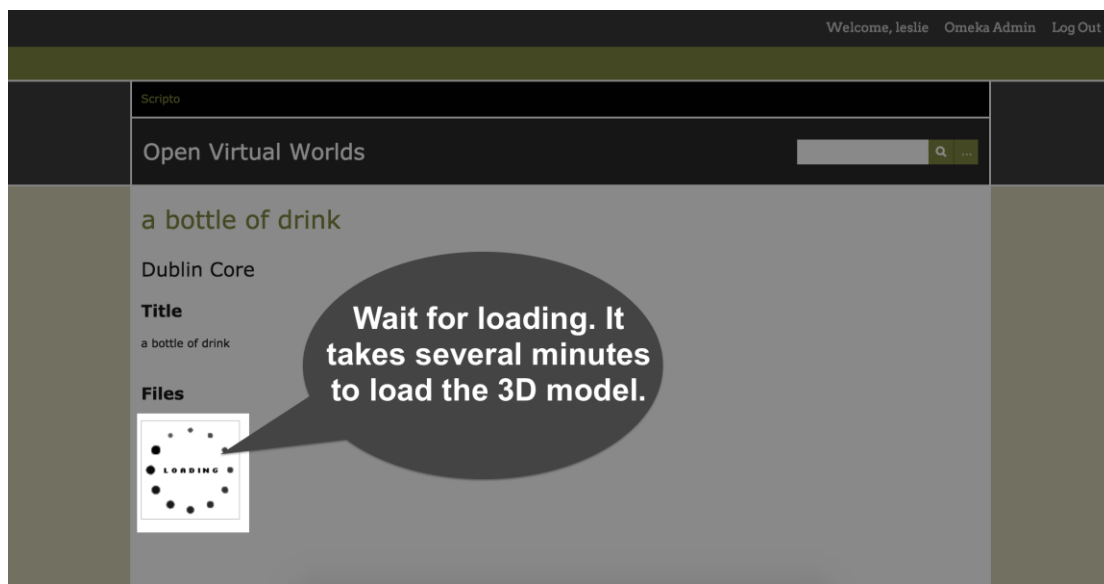 Welcome, leslie Omeka Admin Log Out
Scripto
Open Virtual Worlds
...
a bottle of drink
Dublin Core
Title
a bottle of drink
Files
LOADING
Wait for loading. It
takes several minutes
to load the 3D model.